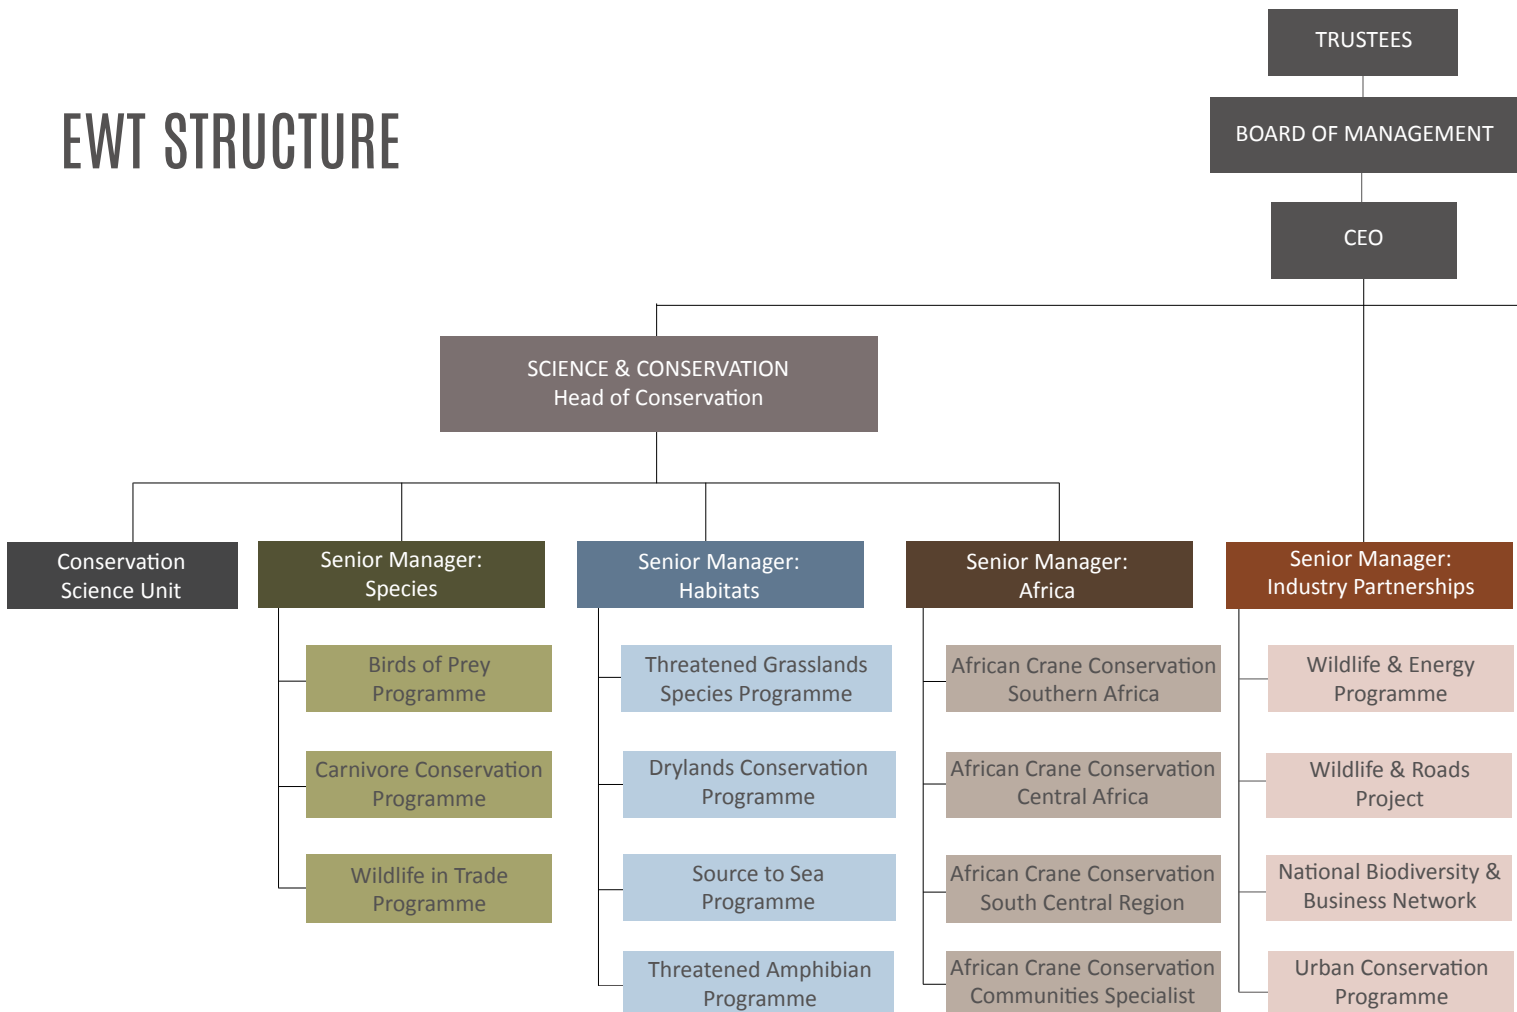 TRUSTEES
EWT STRUCTURE
BOARD OF MANAGEMENT
CEO
SCIENCE & CONSERVATION
Head of Conservation
Conservation
Science Unit
Senior Manager:
Species
Senior Manager:
Habitats
Senior Manager:
Africa
Senior Manager:
Industry Partnerships
Birds of Prey
Programme
Carnivore Conservation
Programme
Wildlife in Trade
Programme
Threatened Grasslands
Species Programme
Drylands Conservation
Programme
Source to Sea
Programme
Threatened Amphibian
Programme
African Crane Conservation
Southern Africa
African Crane Conservation
Central Africa
African Crane Conservation
South Central Region
African Crane Conservation
Communities Specialist
Wildlife & Energy
Programme
Wildlife & Roads
Project
National Biodiversity &
Business Network
Urban Conservation
Programme